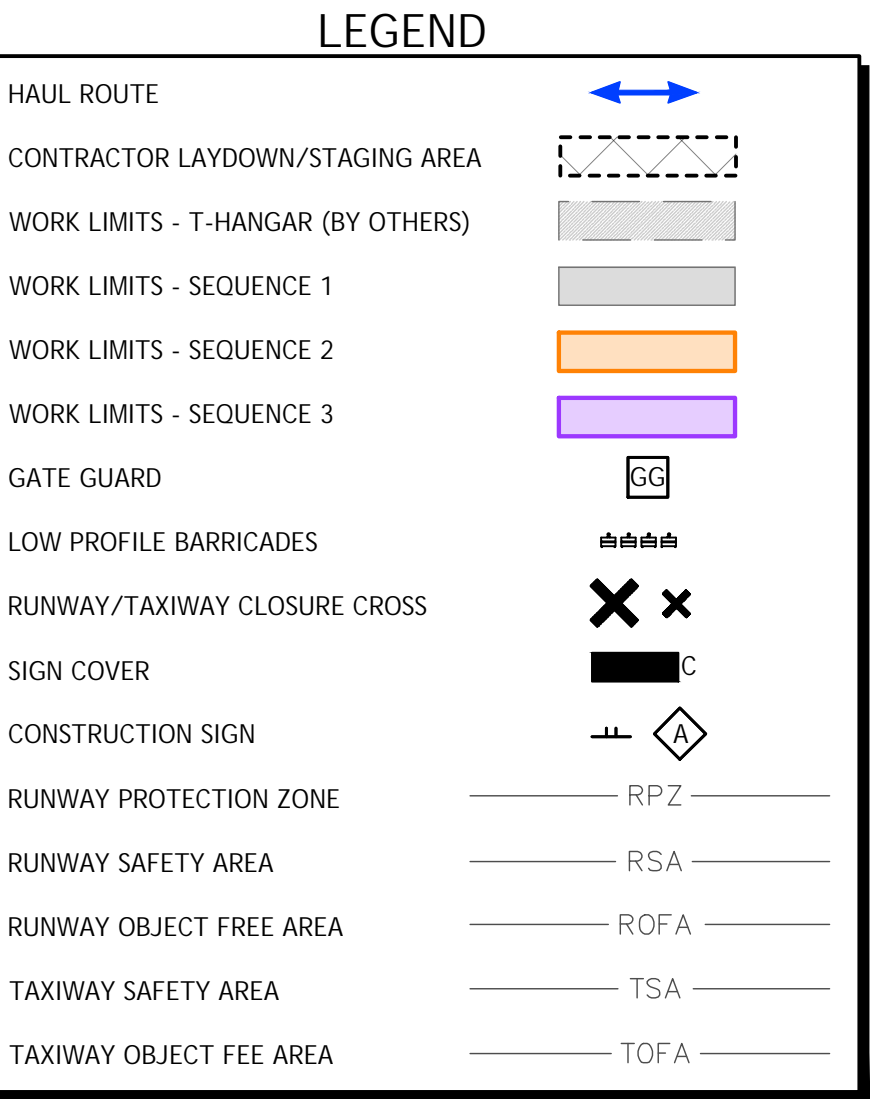 LEGEND
HAUL ROUTE
CONTRACTOR LAYDOWN/STAGING AREA
WORK LIMITS - T-HANGAR (BY OTHERS)
WORK LIMITS - SEQUENCE 1
WORK LIMITS - SEQUENCE 2
WORK LIMITS - SEQUENCE 3
GATE GUARD GG
LOW PROFILE BARRICADES
RUNWAY/TAXIWAY CLOSURE CROSS
SIGN COVER C
CONSTRUCTION SIGN A
RUNWAY PROTECTION ZONE RPZ
RUNWAY SAFETY AREA RSA
RUNWAY OBJECT FREE AREA ROFA
TAXIWAY SAFETY AREA TSA
TAXIWAY OBJECT FEE AREA TOFA